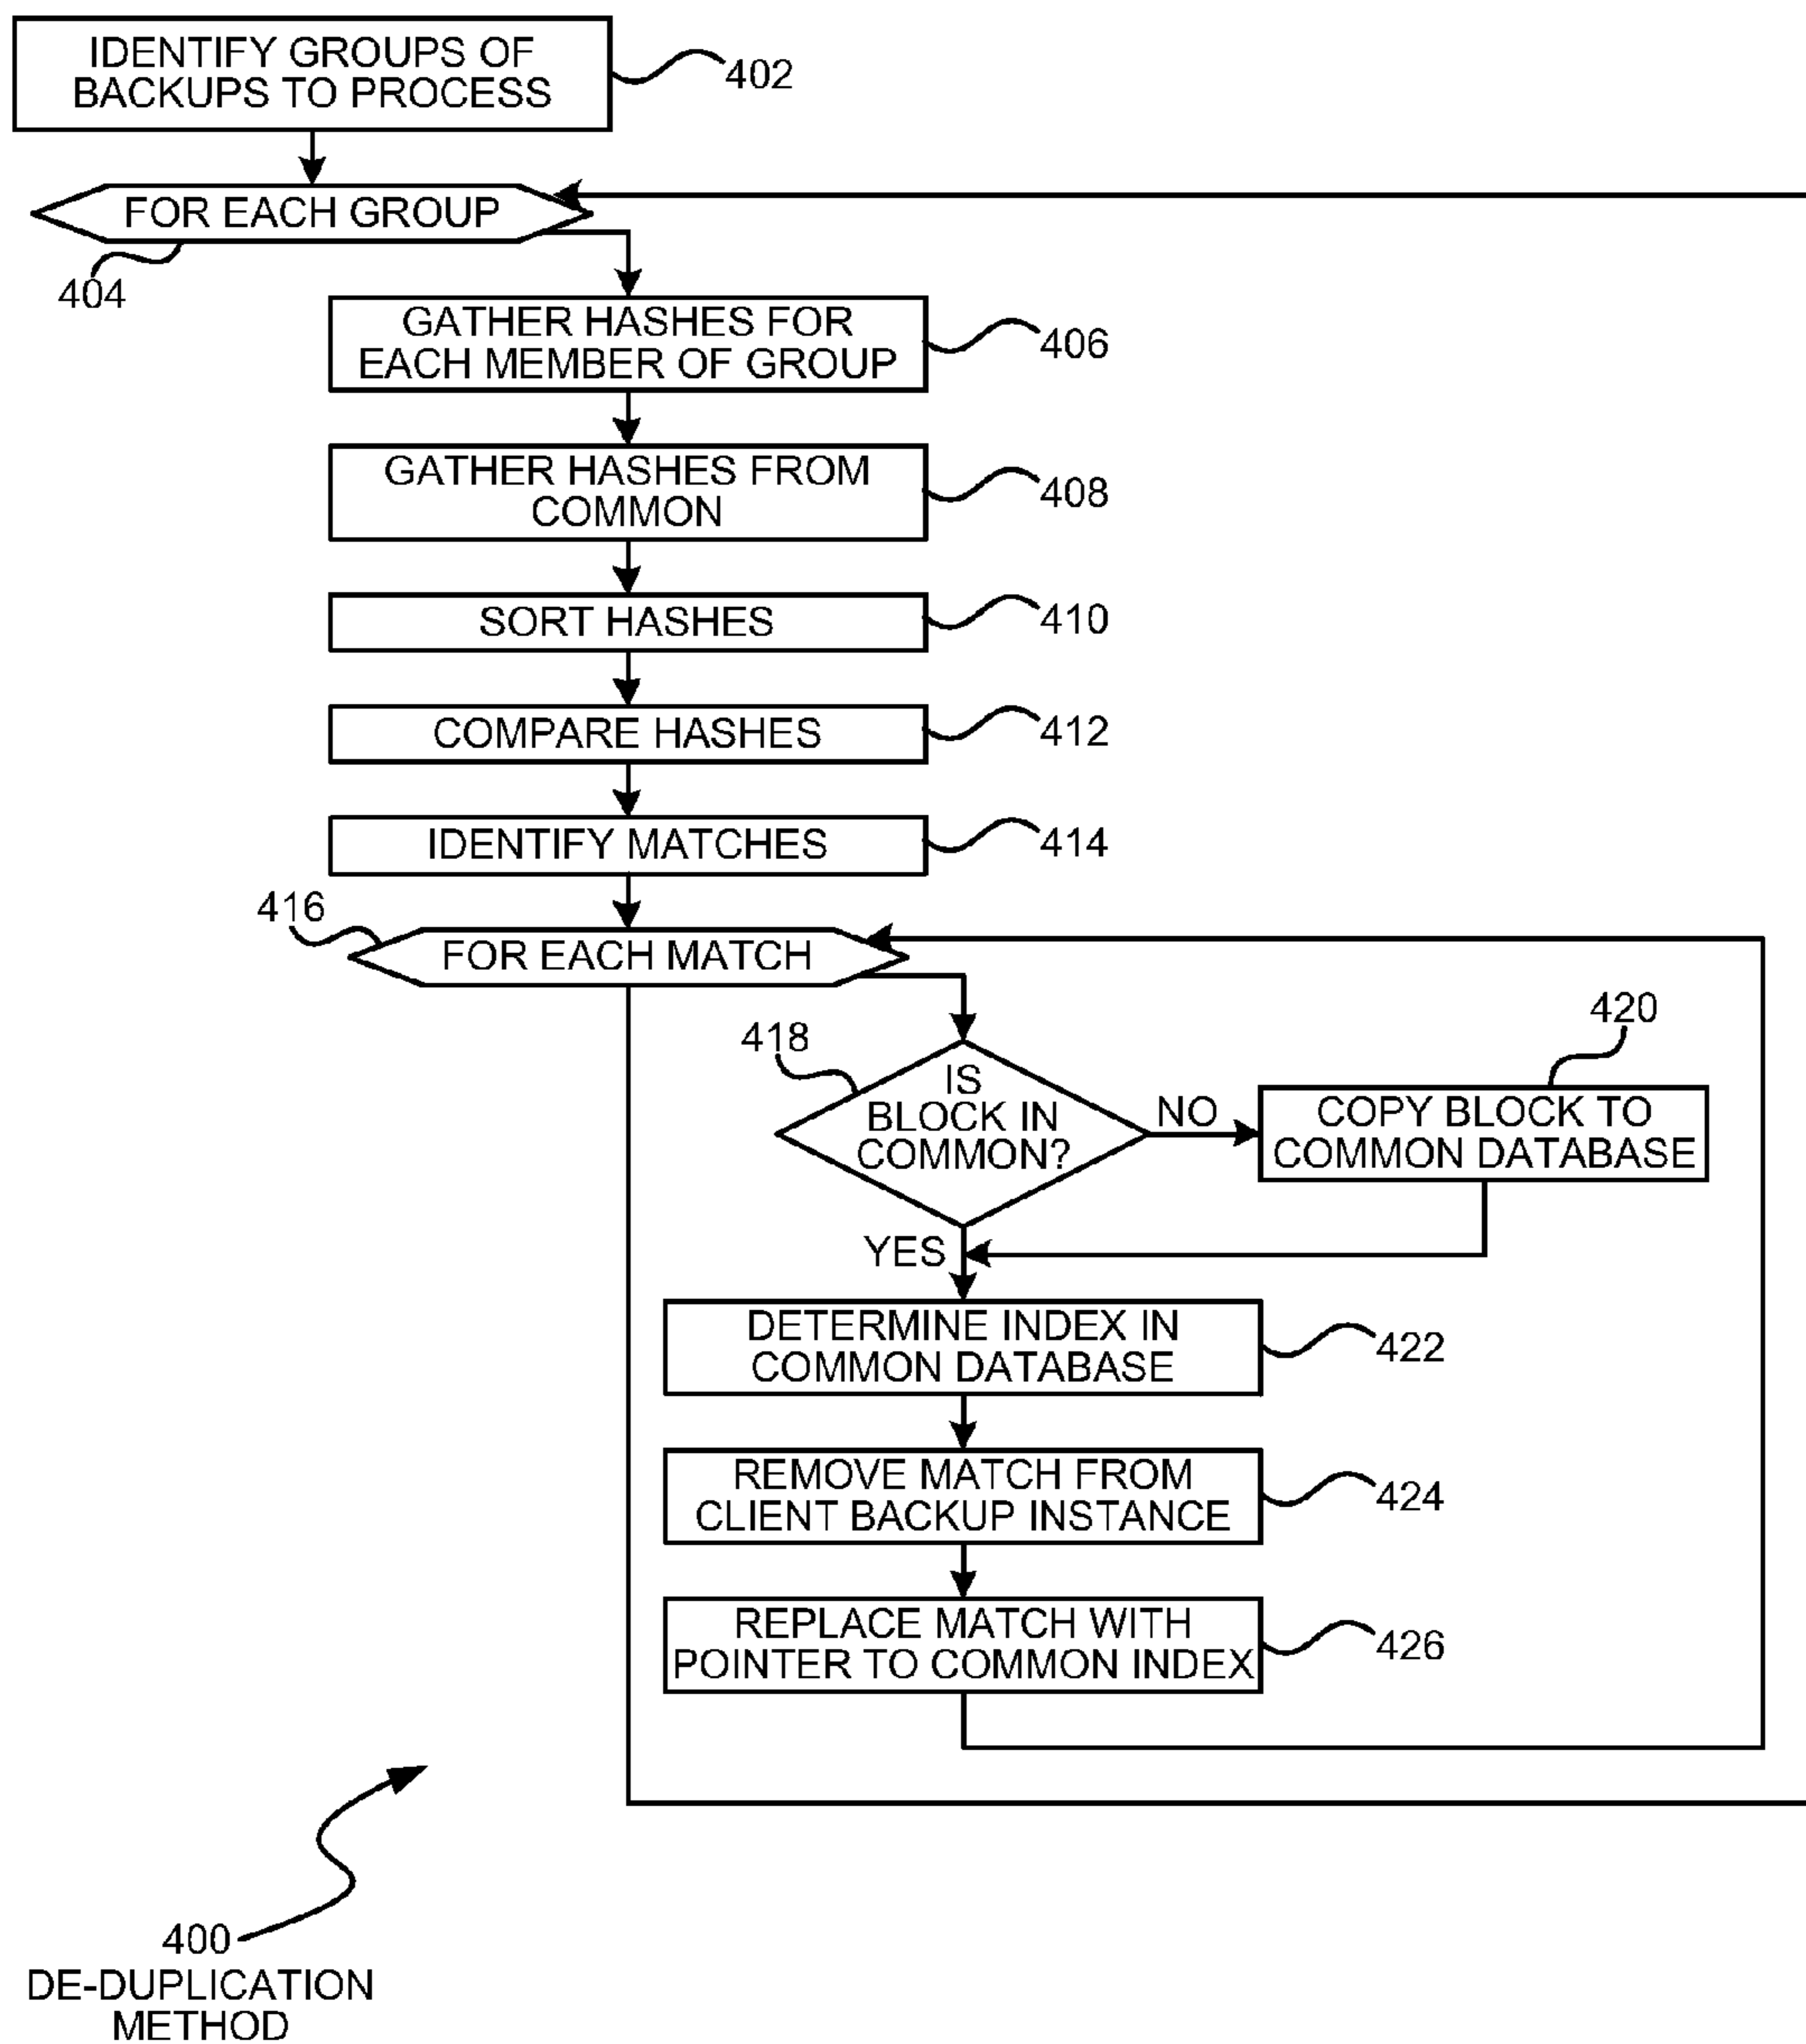 IDENTIFY GROUPS OF
BACKUPS TO PROCESS
402
FOR EACH GROUP
404
GATHER HASHES FOR
EACH MEMBER OF GROUP
406
GATHER HASHES FROM
COMMON
408
SORT HASHES
410
COMPARE HASHES
412
IDENTIFY MATCHES
414
416
FOR EACH MATCH
418
IS
BLOCK IN
COMMON?
NO
420
COPY BLOCK TO
COMMON DATABASE
YES
DETERMINE INDEX IN
COMMON DATABASE
422
REMOVE MATCH FROM
CLIENT BACKUP INSTANCE
424
REPLACE MATCH WITH
POINTER TO COMMON INDEX
426
400
DE-DUPLICATION
METHOD